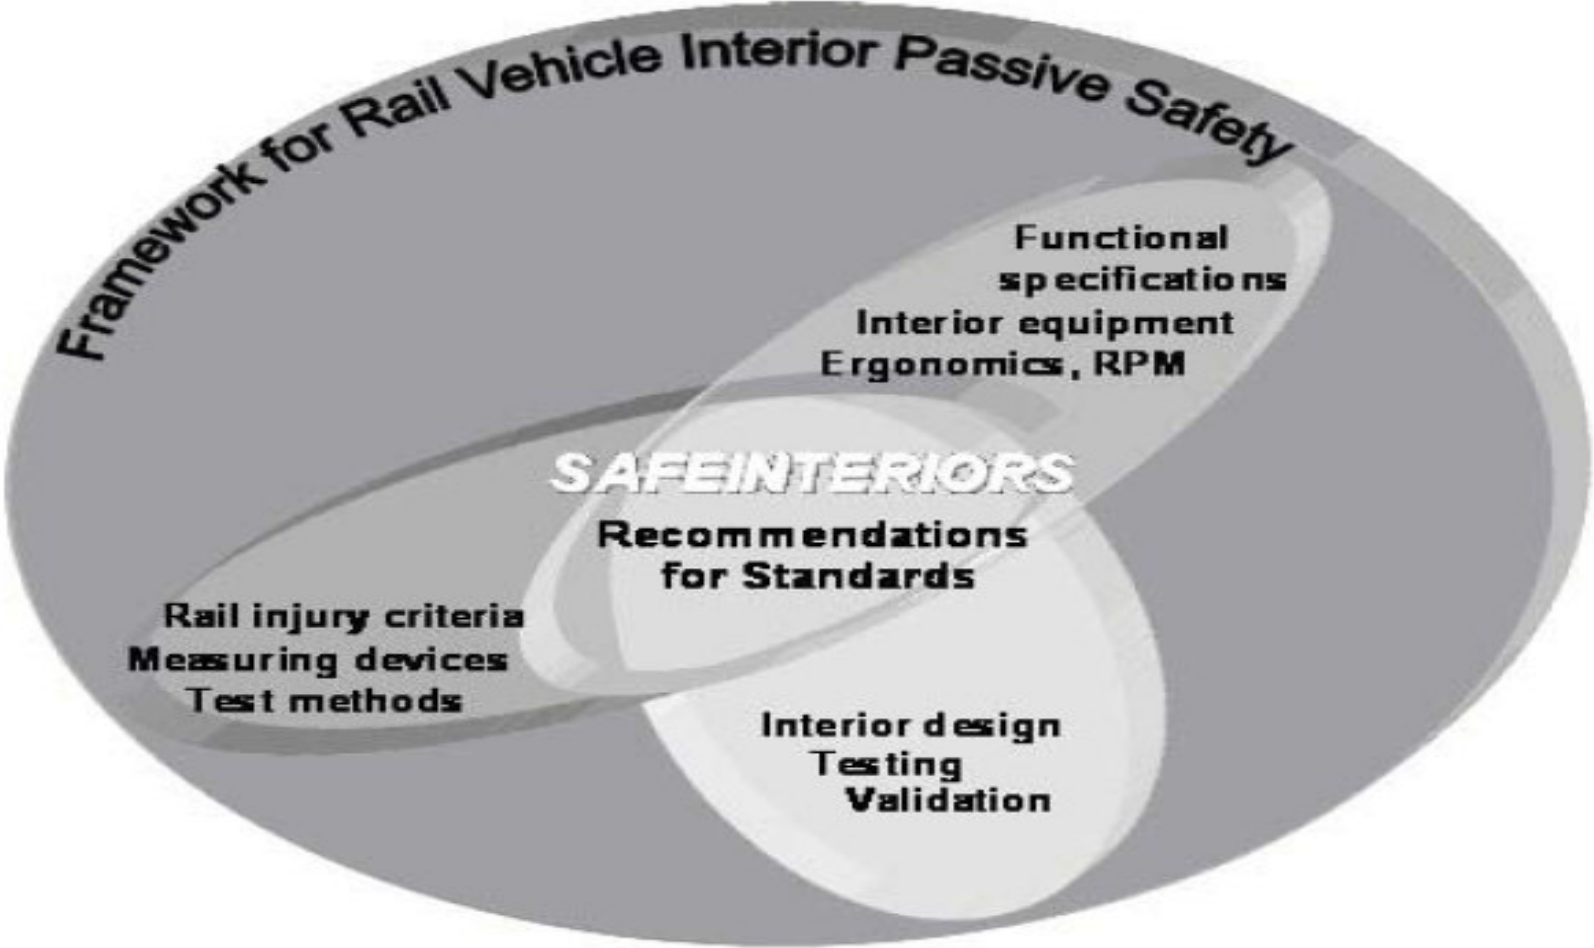 Framework for Rail Vehicle Interior Passive Safety
Functional
specifications
Interior equipment
Ergonomics, RPM
SAFEINTERIORS
Recommendations
for Standards
Rail injury criteria
Measuring devices
Test methods
Interior design
Testing
Validation